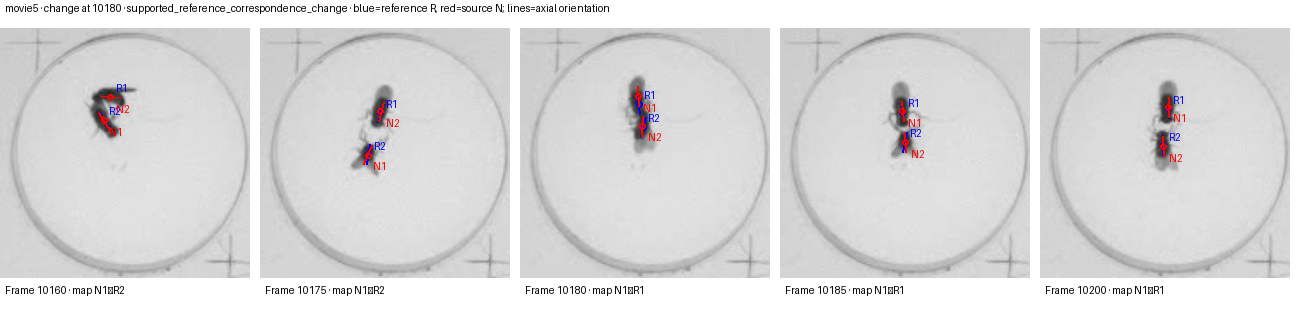 movie5 · change at 10180 · supported_reference_correspondence_change · blue=reference R, red=source N; lines=axial orientation
R1
N2
R2
R1
N2
R2
N1
R1
N1
R2
N2
R1
N1
R2
N2
R1
N1
R2
N2
Frame 10160 · map N1▯R2
Frame 10175 · map N1▯R2
Frame 10180 · map N1▯R1
Frame 10185 · map N1▯R1
Frame 10200 · map N1▯R1